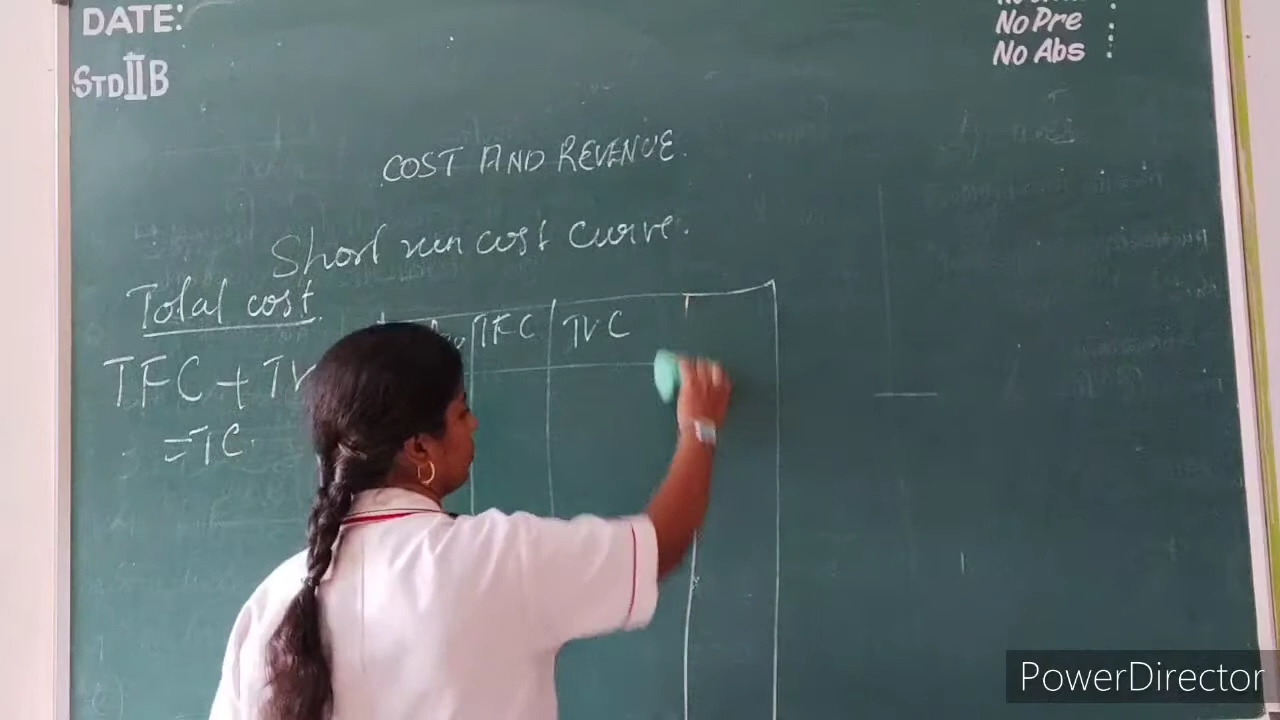 DATE:
STD II B
No Pre :
No Abs :
COST AND REVENUE.
Short run cost curve.
Total cost.
TFC TVC
TFC + TV
= TC.
PowerDirector